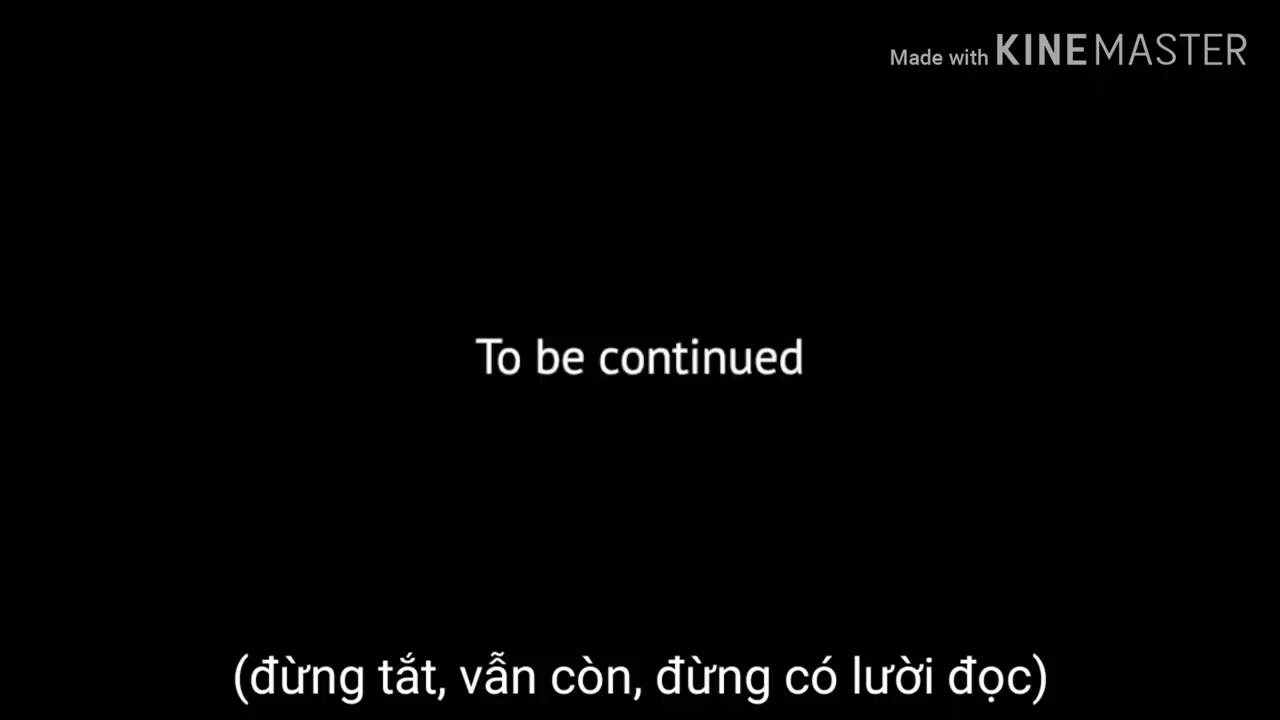 Made with KINEMASTER
To be continued
(đừng tắt, vẫn còn, đừng có lười đọc)